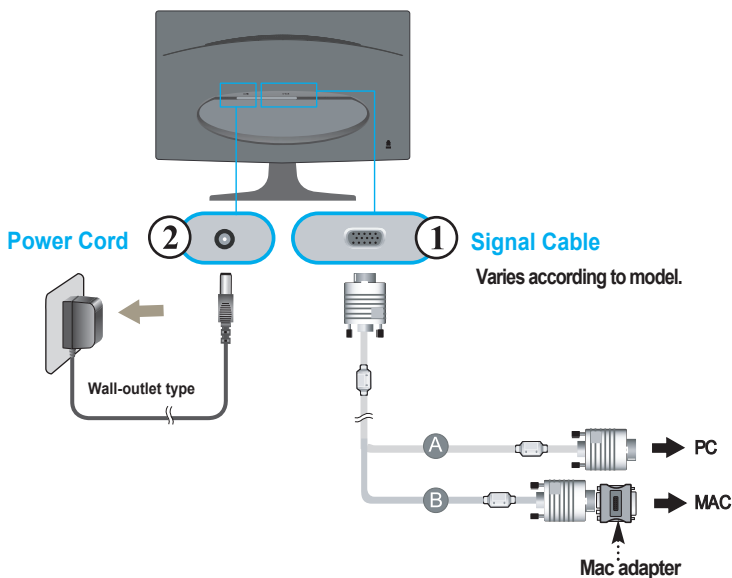 Power Cord
2
1
Signal Cable
Varies according to model.
Wall-outlet type
A
PC
B
MAC
Mac adapter